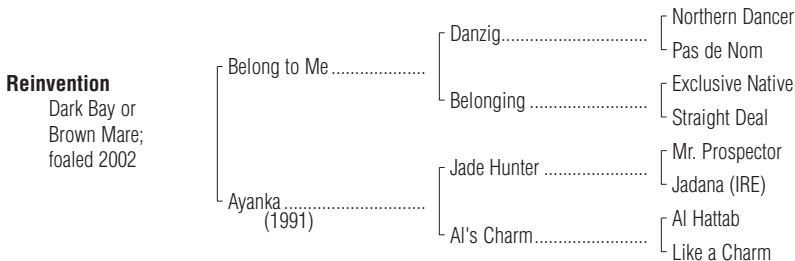 Reinvention
Dark Bay or
Brown Mare;
foaled 2002
Belong to Me....................
Ayanka..............................
(1991)
Danzig...............................
Belonging.........................
Jade Hunter......................
Al's Charm........................
Northern Dancer
Pas de Nom
Exclusive Native
Straight Deal
Mr. Prospector
Jadana (IRE)
Al Hattab
Like a Charm